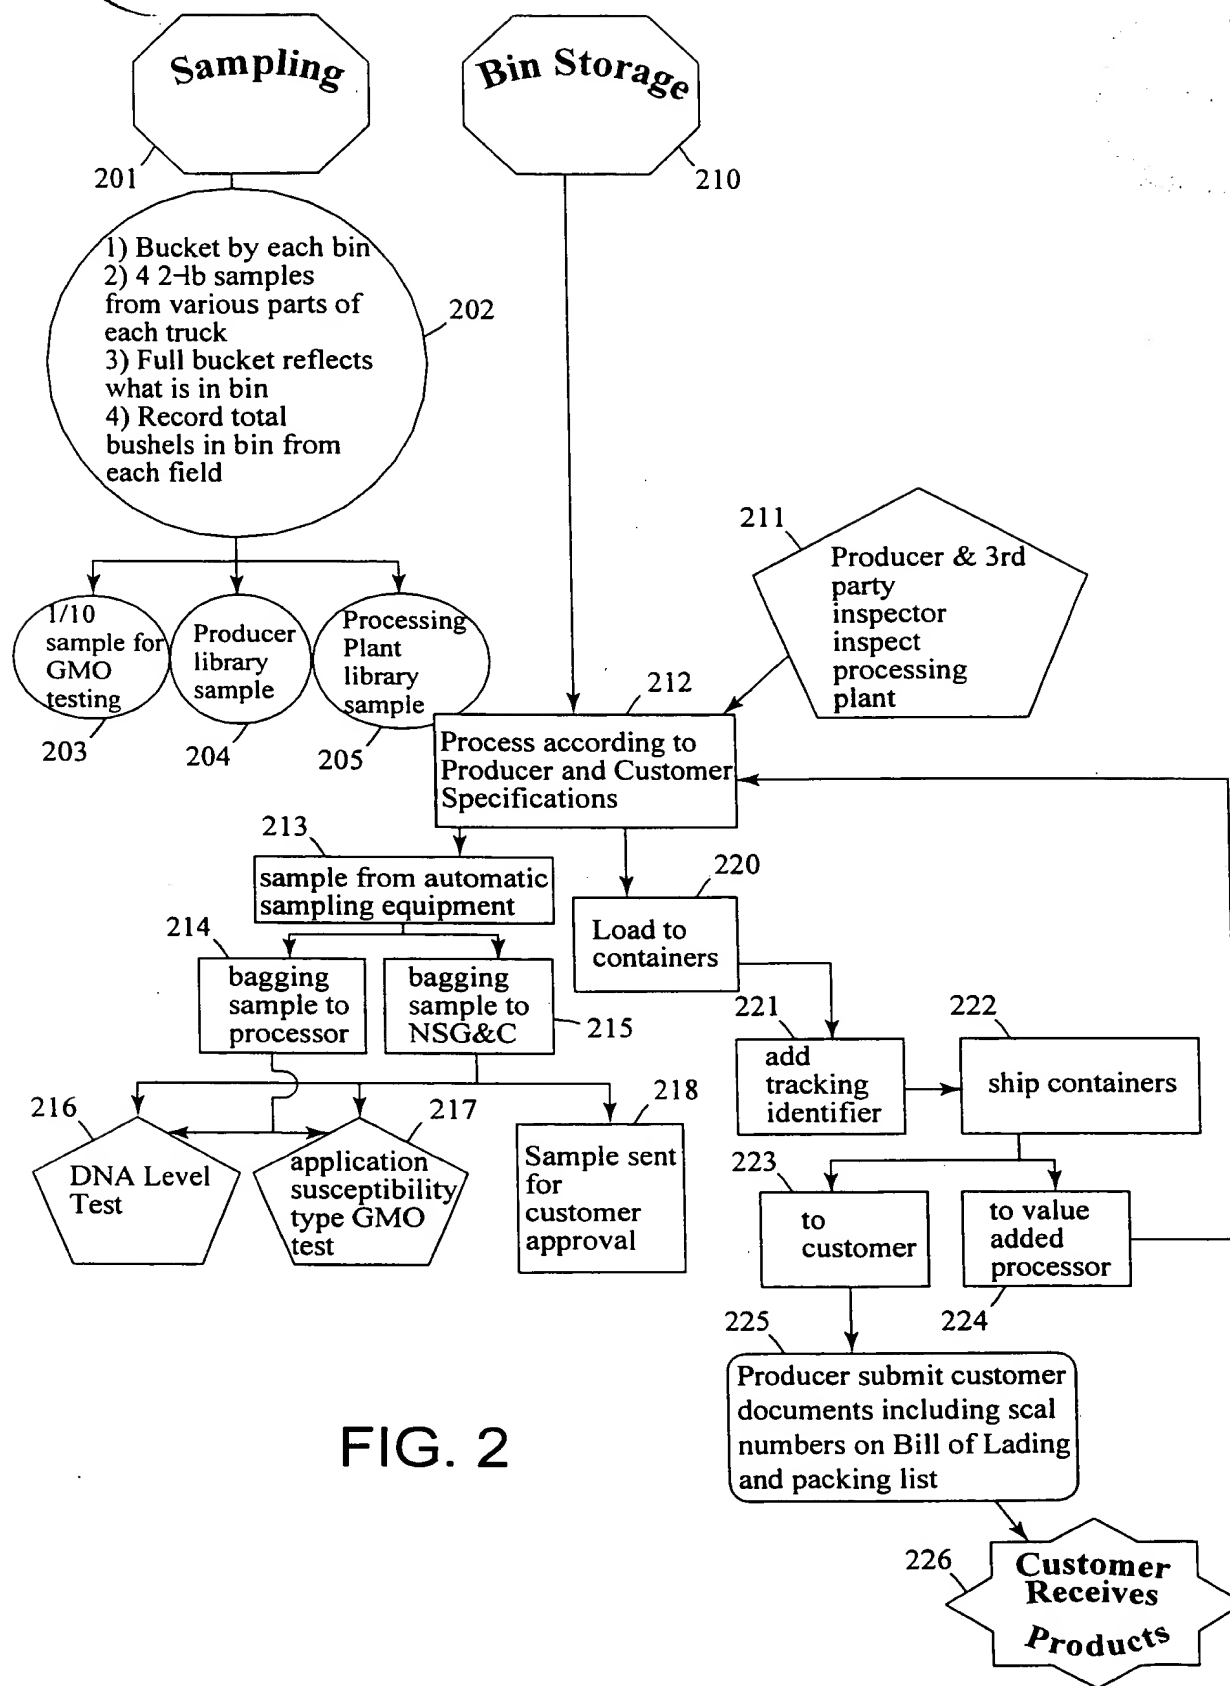 Sampling
Bin Storage
201
210
1) Bucket by each bin
2) 4 2-lb samples
from various parts of
each truck
3) Full bucket reflects
what is in bin
4) Record total
bushels in bin from
each field
202
211
Producer & 3rd
party
inspector
inspect
processing
plant
1/10
sample for
GMO
testing
Producer
library
sample
Processing
Plant
library
sample
203
204
205
212
Process according to
Producer and Customer
Specifications
213
sample from automatic
sampling equipment
220
Load to
containers
214
bagging
sample to
processor
bagging
sample to
NSG&C
215
221
add
tracking
identifier
222
ship containers
216
DNA Level
Test
217
application
susceptibility
type GMO
test
218
Sample sent
for
customer
approval
223
to
customer
to value
added
processor
224
225
Producer submit customer
documents including scal
numbers on Bill of Lading
and packing list
FIG. 2
226
Customer
Receives
Products